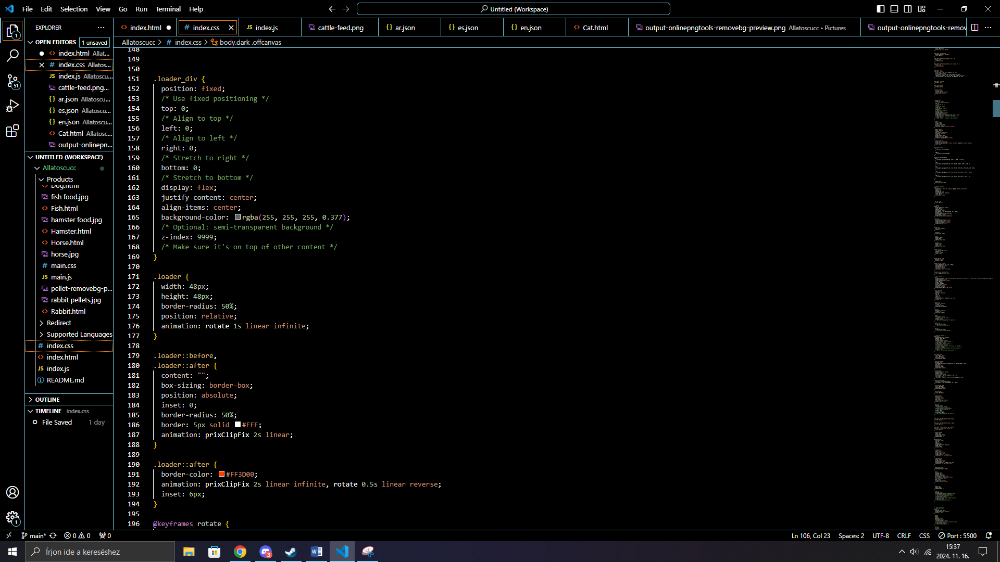 File Edit Selection View Go Run Terminal Help
Untitled (Workspace)
EXPLORER
index.html
index.css
index.js
cattle-feed.png
ar.json
es.json
en.json
Cat.html
output-onlinepngtools-removebg-preview.png Allatoscucc • Pictures
output-onlinepngtools-remov
OPEN EDITORS 1 unsaved
index.html Allat...
index.css Allatos...
index.js Allatoscu...
cattle-feed.png...
ar.json Allatoscu...
es.json Allatoscu...
en.json Allatoscu...
Cat.html Allatosc...
output-onlinepn...
UNTITLED (WORKSPACE)
Allatoscucc
Products
Dog.html
fish food.jpg
Fish.html
hamster food.jpg
Hamster.html
Horse.html
horse.jpg
main.css
main.js
pellet-removebg-p...
rabbit pellets.jpg
Rabbit.html
Redirect
Supported Languages
index.css
index.html
index.js
README.md
OUTLINE
TIMELINE index.css
File Saved 1 day
1
51
1
Allatoscucc > # index.css > body.dark .offcanvas
148
149
150
151 .loader_div {
152 position: fixed;
153 /* Use fixed positioning */
154 top: 0;
155 /* Align to top */
156 left: 0;
157 /* Align to left */
158 right: 0;
159 /* Stretch to right */
160 bottom: 0;
161 /* Stretch to bottom */
162 display: flex;
163 justify-content: center;
164 align-items: center;
165 background-color: rgba(255, 255, 255, 0.377);
166 /* Optional: semi-transparent background */
167 z-index: 9999;
168 /* Make sure it's on top of other content */
169 }
170
171 .loader {
172 width: 48px;
173 height: 48px;
174 border-radius: 50%;
175 position: relative;
176 animation: rotate 1s linear infinite;
177 }
178
179 .loader::before,
180 .loader::after {
181 content: "";
182 box-sizing: border-box;
183 position: absolute;
184 inset: 0;
185 border-radius: 50%;
186 border: 5px solid #FFF;
187 animation: prixClipFix 2s linear;
188 }
189
190 .loader::after {
191 border-color: #FF3D00;
192 animation: prixClipFix 2s linear infinite, rotate 0.5s linear reverse;
193 inset: 6px;
194 }
195
196 @keyframes rotate {
main* 0 0 0
Ln 106, Col 23 Spaces: 2 UTF-8 CRLF CSS Port : 5500
Írjon ide a kereséshez
3
15:37
2024. 11. 16.